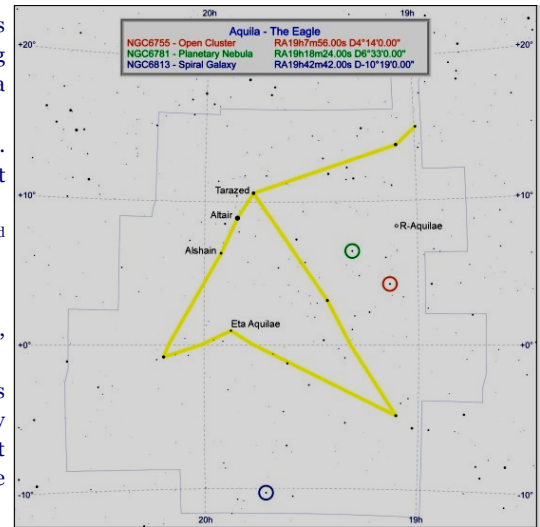 s
g
a
.
t
d
,
s
y
t
e
20h 19h
Aquila - The Eagle
NGC6755 - Open Cluster RA19h7m56.00s D4°14'0.00"
NGC6781 - Planetary Nebula RA19h18m24.00s D6°33'0.00"
NGC6813 - Spiral Galaxy RA19h42m42.00s D-10°19'0.00"
+20° +20°
+10° +10°
Tarazed
Altair
R-Aquilae
Alshain
Eta Aquilae
+0° +0°
-10° -10°
20h 19h